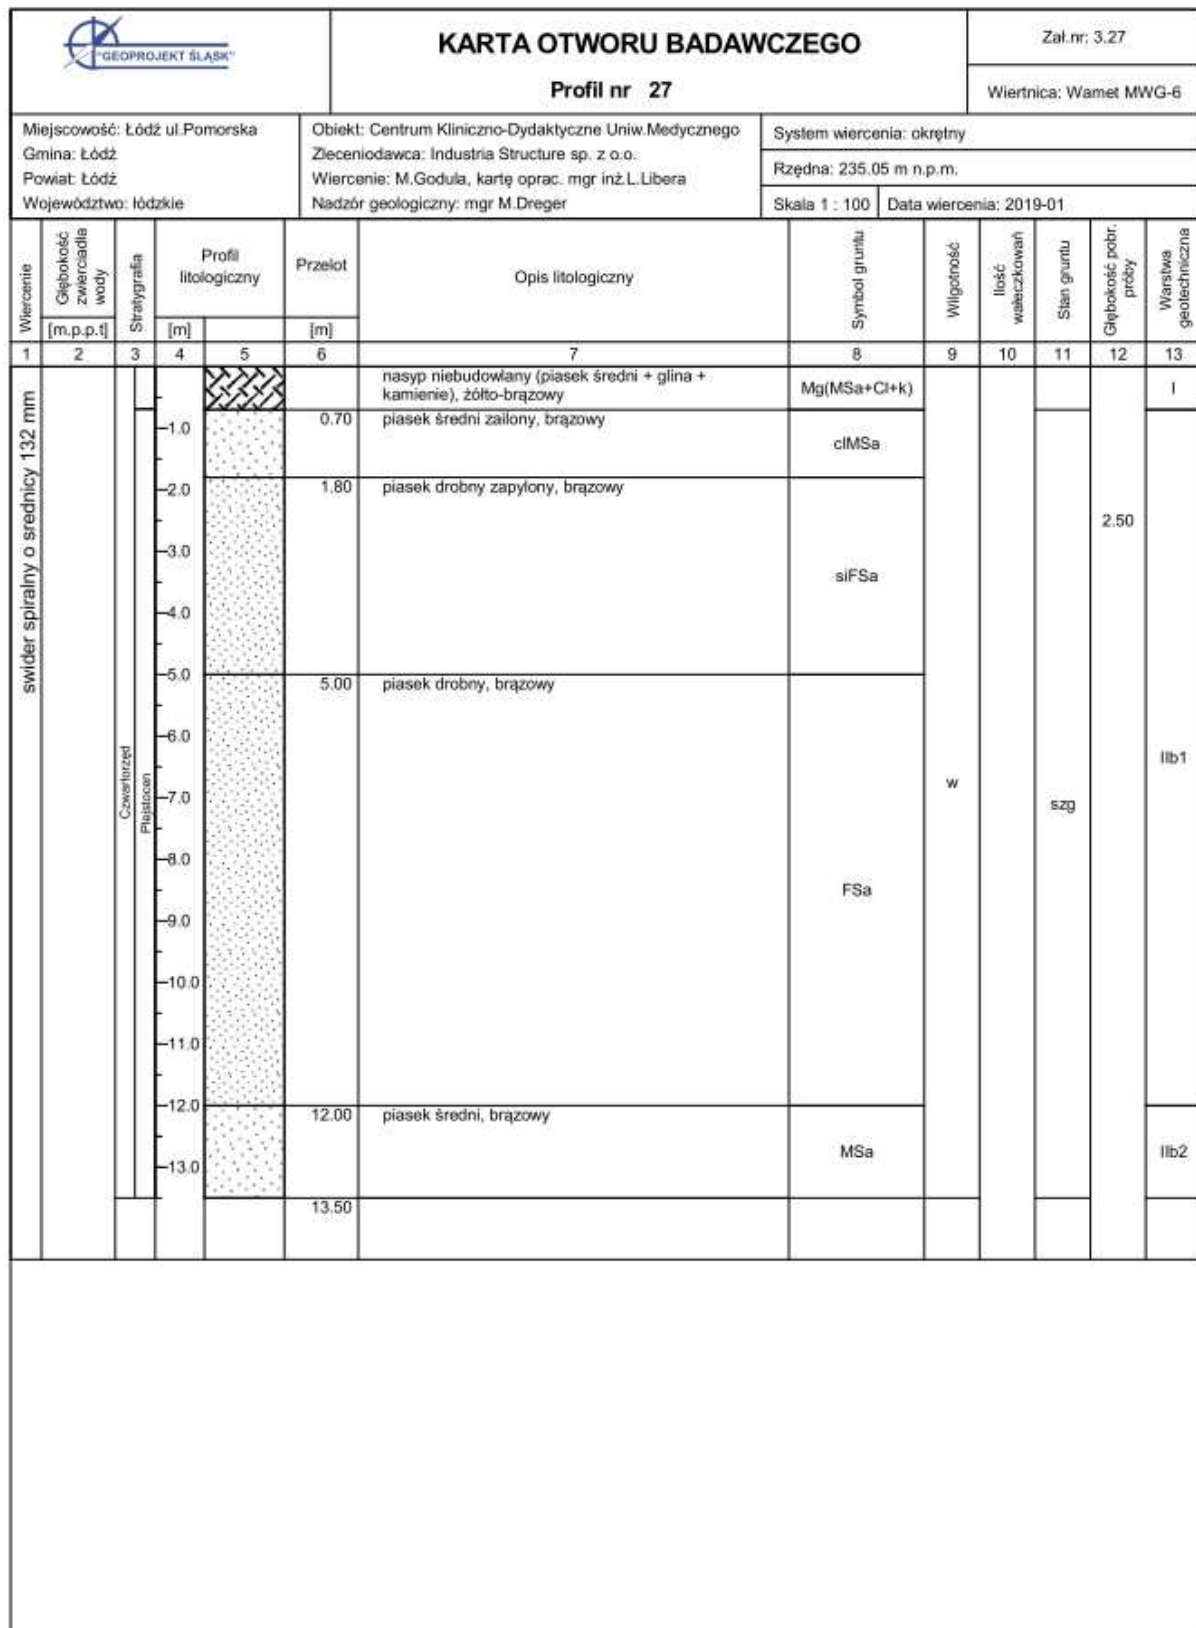 "GEOPROJEKT ŚLĄSK"
KARTA OTWORU BADAWCZEGO
Profil nr 27
Zał.nr: 3.27
Wiertnica: Wamet MWG-6
Miejscowość: Łódź ul.Pomorska
Gmina: Łódź
Powiat: Łódź
Województwo: łódzkie
Obiekt: Centrum Kliniczno-Dydaktyczne Uniw.Medycznego
Zleceniodawca: Industria Structure sp. z o.o.
Wiercenie: M.Godula, kartę oprac. mgr inż.L.Libera
Nadzór geologiczny: mgr M.Dreger
System wiercenia: okrętny
Rzędna: 235.05 m n.p.m.
Skala 1 : 100 Data wiercenia: 2019-01
Wiercenie
Głębokość
zwierciadła
wody
[m.p.p.t]
Stratygrafia
Profil
litologiczny
[m]
Przelot
[m]
Opis litologiczny
Symbol gruntu
Wilgotność
Ilość
wałeczkowań
Stan gruntu
Głębokość pobr.
próby
Warstwa
geotechniczna
1 2 3 4 5 6 7 8 9 10 11 12 13
swider spiralny o srednicy 132 mm
Czwartorzęd
Plejstocen
nasyp niebudowlany (piasek średni + glina +
kamienie), żółto-brązowy
Mg(MSa+Cl+k)
I
1.0
0.70 piasek średni zailony, brązowy
clMSa
2.0
1.80 piasek drobny zapylony, brązowy
2.50
3.0
siFSa
4.0
5.0
5.00 piasek drobny, brązowy
6.0
IIb1
w
7.0
szg
8.0
FSa
9.0
10.0
11.0
12.0
12.00 piasek średni, brązowy
MSa
IIb2
13.0
13.50